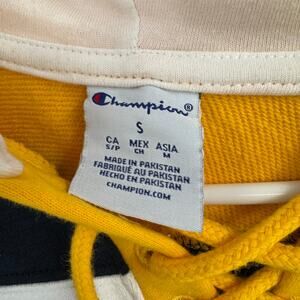 Champion®
S
CA MEX ASIA
S/P CH M
MADE IN PAKISTAN
FABRIQUÉ AU PAKISTAN
HECHO EN PAKISTAN
CHAMPION.COM